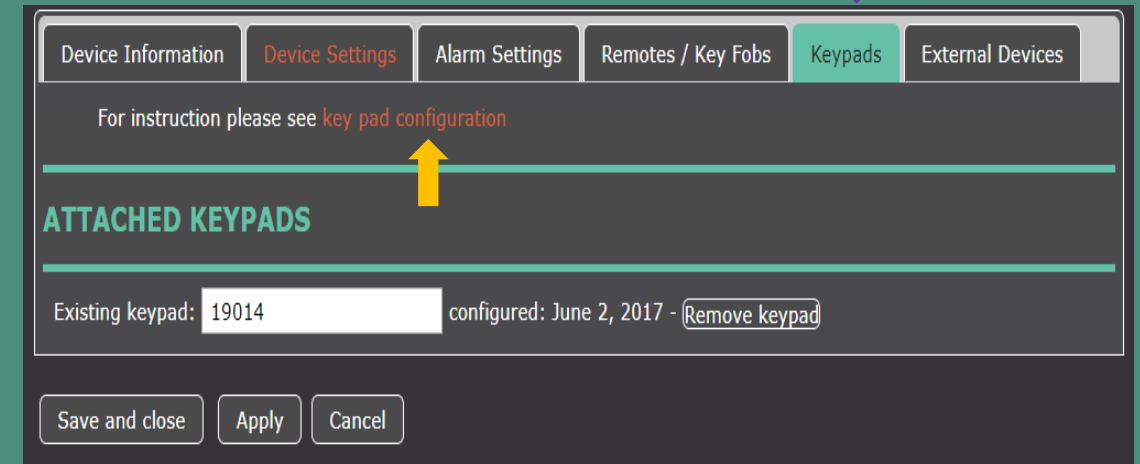 Device Information Device Settings Alarm Settings Remotes / Key Fobs Keypads External Devices
For instruction please see key pad configuration
ATTACHED KEYPADS
Existing keypad: 19014 configured: June 2, 2017 - Remove keypad
Save and close Apply Cancel